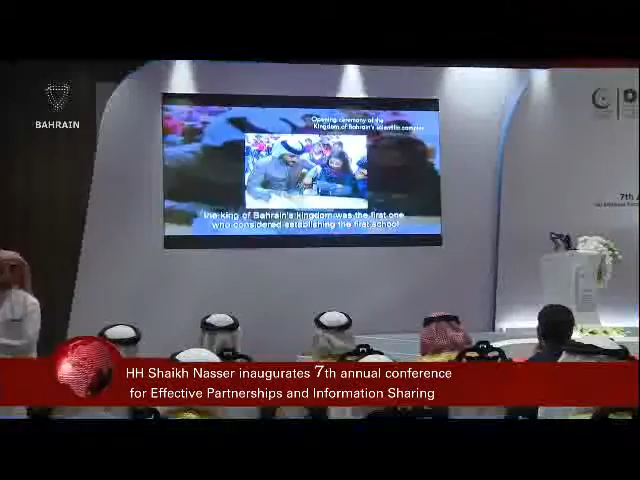 BAHRAIN
Opening ceremony of the
Kingdom of Bahrain's scientific complex
the king of Bahrain's kingdom was the first one
who considered establishing the first school
7th
HH Shaikh Nasser inaugurates 7th annual conference
for Effective Partnerships and Information Sharing